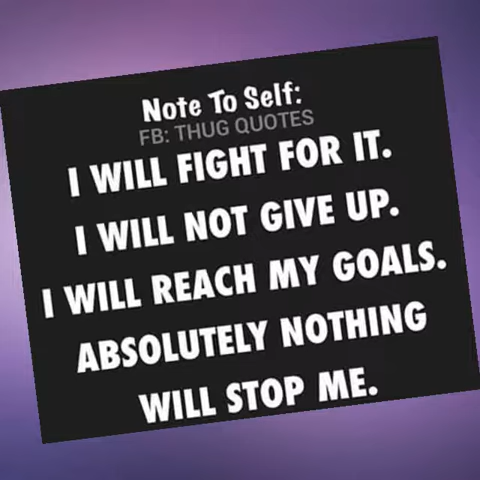 Note To Self:
FB: THUG QUOTES
I WILL FIGHT FOR IT.
I WILL NOT GIVE UP.
I WILL REACH MY GOALS.
ABSOLUTELY NOTHING
WILL STOP ME.